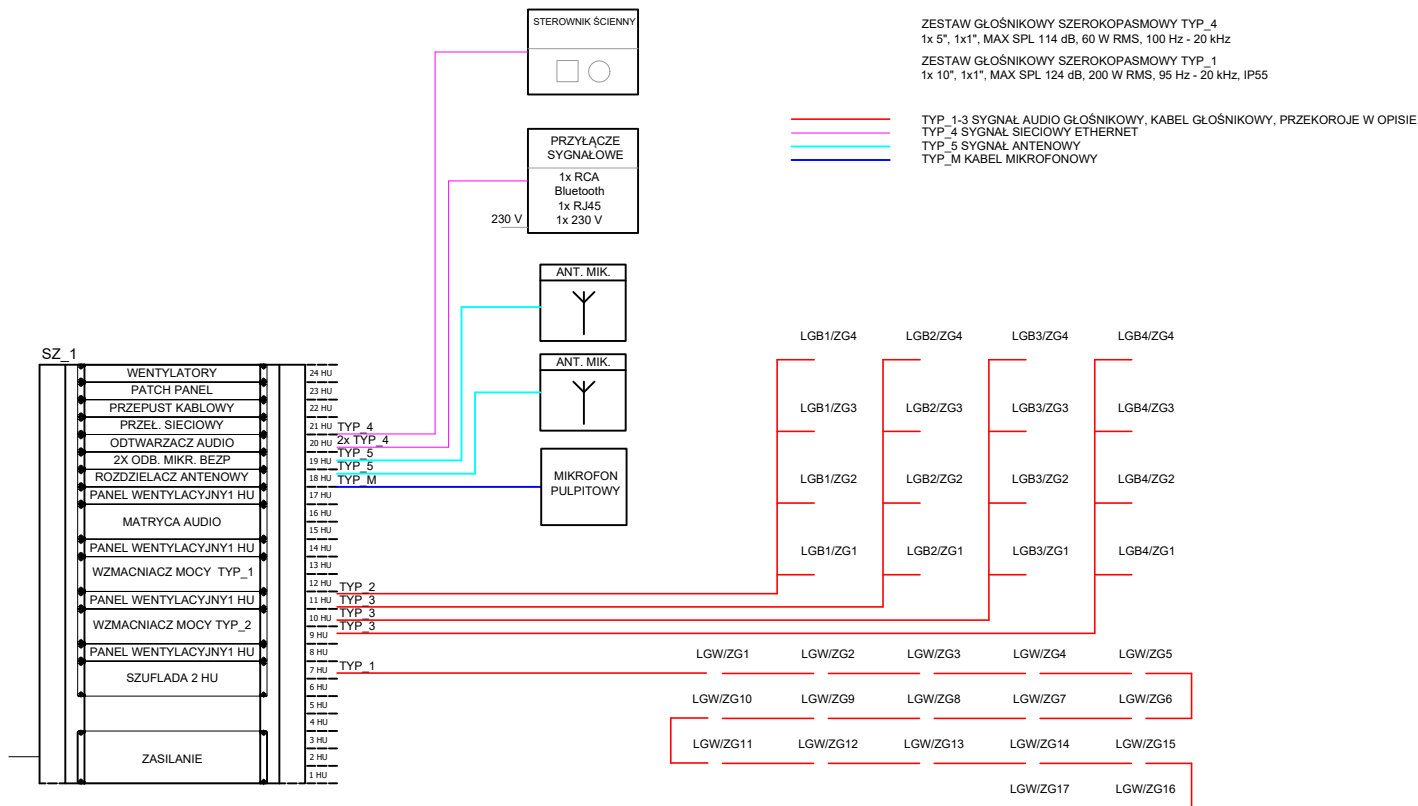 STEROWNIK ŚCIENNY
ZESTAW GŁOŚNIKOWY SZEROKOPASMOWY TYP_4
1x 5", 1x1", MAX SPL 114 dB, 60 W RMS, 100 Hz - 20 kHz
ZESTAW GŁOŚNIKOWY SZEROKOPASMOWY TYP_1
1x 10", 1x1", MAX SPL 124 dB, 200 W RMS, 95 Hz - 20 kHz, IP55
TYP_1-3 SYGNAŁ AUDIO GŁOŚNIKOWY, KABEL GŁOŚNIKOWY, PRZEKOROJE W OPISIE
TYP_4 SYGNAŁ SIECIOWY ETHERNET
TYP_5 SYGNAŁ ANTENOWY
TYP_M KABEL MIKROFONOWY
PRZYŁĄCZE
SYGNAŁOWE
1x RCA
Bluetooth
1x RJ45
1x 230 V
230 V
ANT. MIK.
ANT. MIK.
MIKROFON
PULPITOWY
SZ_1
WENTYLATORY
24 HU
PATCH PANEL
23 HU
PRZEPUST KABLOWY
22 HU
PRZEŁ. SIECIOWY
21 HU
TYP_4
ODTWARZACZ AUDIO
20 HU
2x TYP_4
2X ODB. MIKR. BEZP
19 HU
TYP_5
ROZDZIELACZ ANTENOWY
18 HU
TYP_5
TYP_M
PANEL WENTYLACYJNY1 HU
17 HU
MATRYCA AUDIO
16 HU
15 HU
PANEL WENTYLACYJNY1 HU
14 HU
WZMACNIACZ MOCY TYP_1
13 HU
12 HU
TYP_2
PANEL WENTYLACYJNY1 HU
11 HU
TYP_3
WZMACNIACZ MOCY TYP_2
10 HU
TYP_3
9 HU
TYP_3
PANEL WENTYLACYJNY1 HU
8 HU
SZUFLADA 2 HU
7 HU
TYP_1
6 HU
5 HU
4 HU
3 HU
ZASILANIE
2 HU
1 HU
LGB1/ZG4 LGB2/ZG4 LGB3/ZG4 LGB4/ZG4
LGB1/ZG3 LGB2/ZG3 LGB3/ZG3 LGB4/ZG3
LGB1/ZG2 LGB2/ZG2 LGB3/ZG2 LGB4/ZG2
LGB1/ZG1 LGB2/ZG1 LGB3/ZG1 LGB4/ZG1
LGW/ZG1 LGW/ZG2 LGW/ZG3 LGW/ZG4 LGW/ZG5
LGW/ZG10 LGW/ZG9 LGW/ZG8 LGW/ZG7 LGW/ZG6
LGW/ZG11 LGW/ZG12 LGW/ZG13 LGW/ZG14 LGW/ZG15
LGW/ZG17 LGW/ZG16